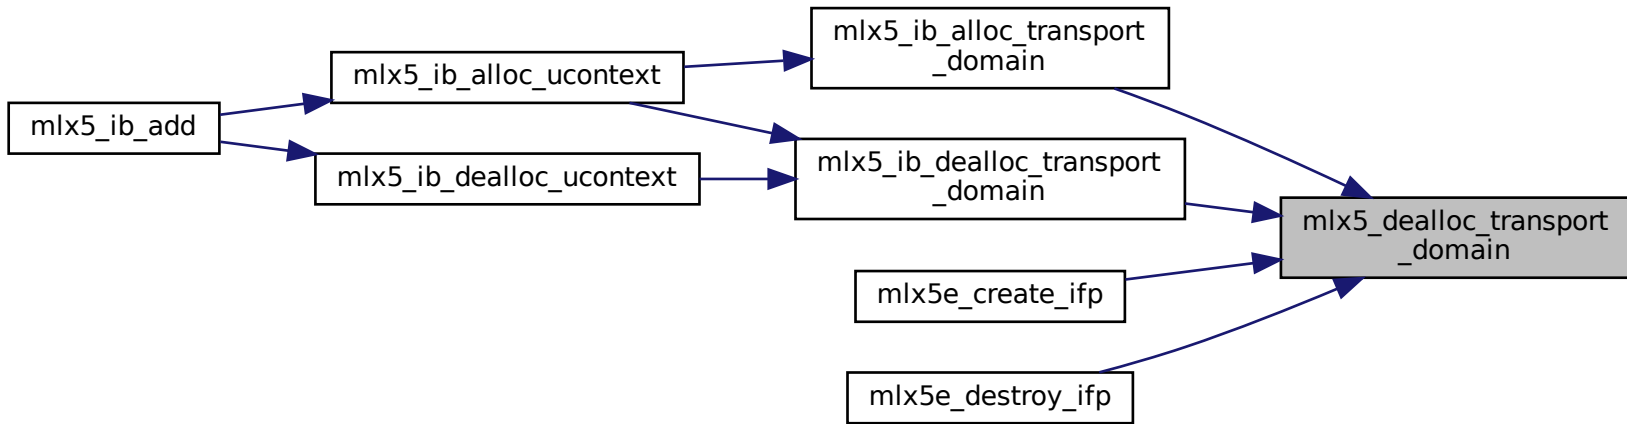 mlx5_ib_alloc_transport
_domain
mlx5_ib_alloc_ucontext
mlx5_ib_add
mlx5_ib_dealloc_transport
_domain
mlx5_ib_dealloc_ucontext
mlx5_dealloc_transport
_domain
mlx5e_create_ifp
mlx5e_destroy_ifp